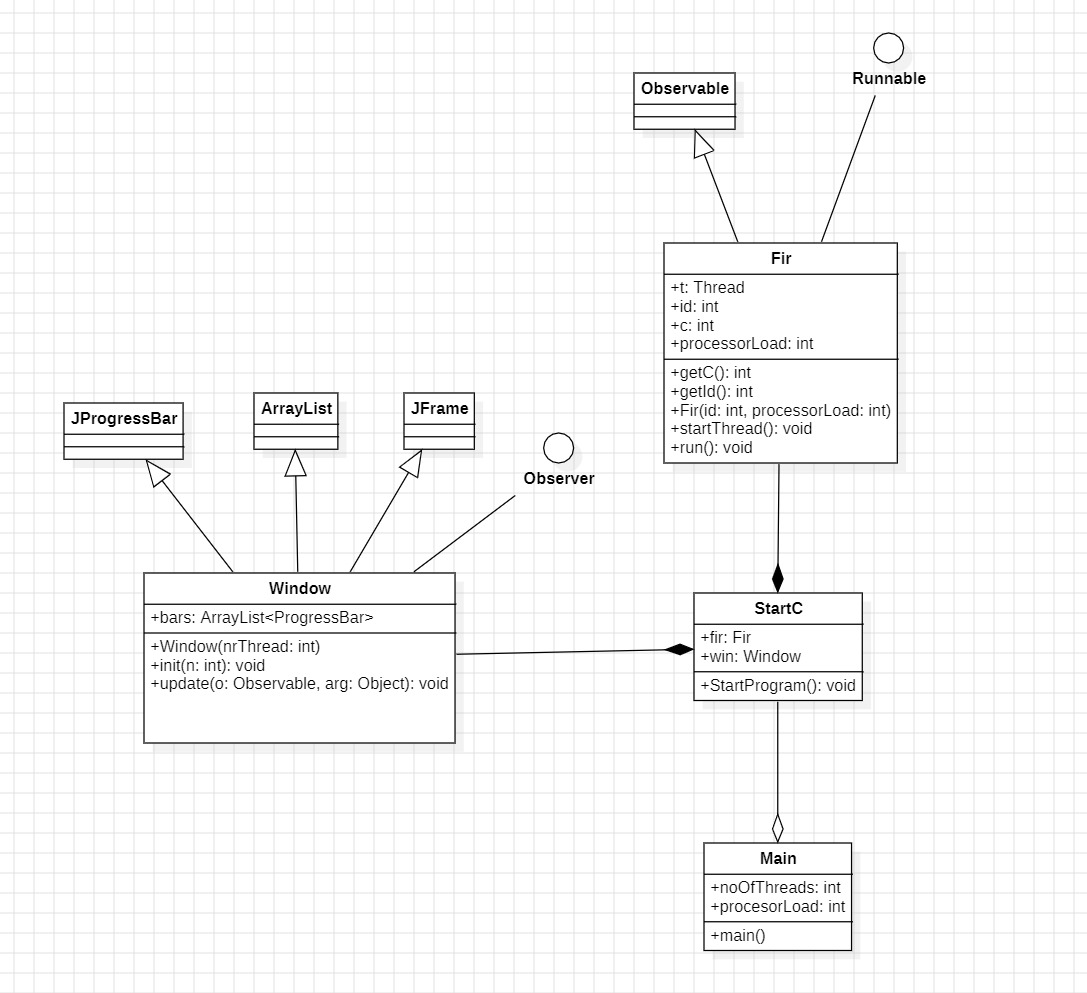 Runnable
Observable
Fir
+t: Thread
+id: int
+c: int
+processorLoad: int
+getC(): int
+getId(): int
+Fir(id: int, processorLoad: int)
+startThread(): void
+run(): void
JProgressBar
ArrayList
JFrame
Observer
Window
+bars: ArrayList<ProgressBar>
+Window(nrThread: int)
+init(n: int): void
+update(o: Observable, arg: Object): void
StartC
+fir: Fir
+win: Window
+StartProgram(): void
Main
+noOfThreads: int
+procesorLoad: int
+main()